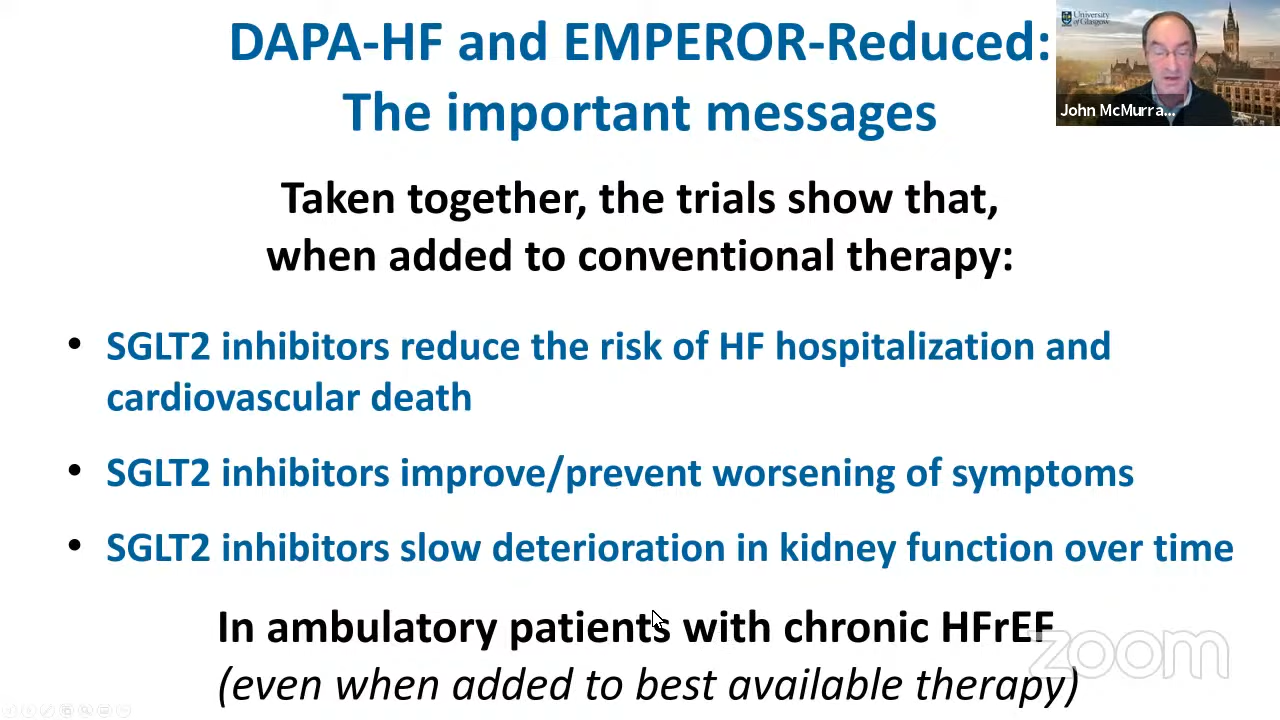 DAPA-HF and EMPEROR-Reduced:
The important messages
University
of Glasgow
John McMurra...
Taken together, the trials show that,
when added to conventional therapy:
• SGLT2 inhibitors reduce the risk of HF hospitalization and
cardiovascular death
• SGLT2 inhibitors improve/prevent worsening of symptoms
• SGLT2 inhibitors slow deterioration in kidney function over time
In ambulatory patients with chronic HFrEF
(even when added to best available therapy)
zoom